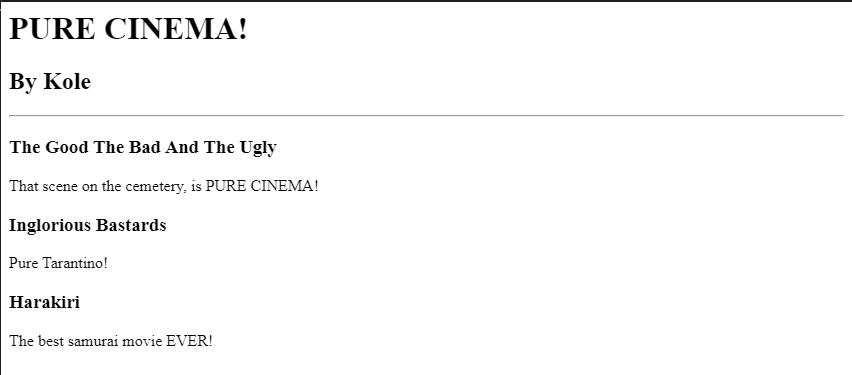 PURE CINEMA!
By Kole
The Good The Bad And The Ugly
That scene on the cemetery, is PURE CINEMA!
Inglorious Bastards
Pure Tarantino!
Harakiri
The best samurai movie EVER!